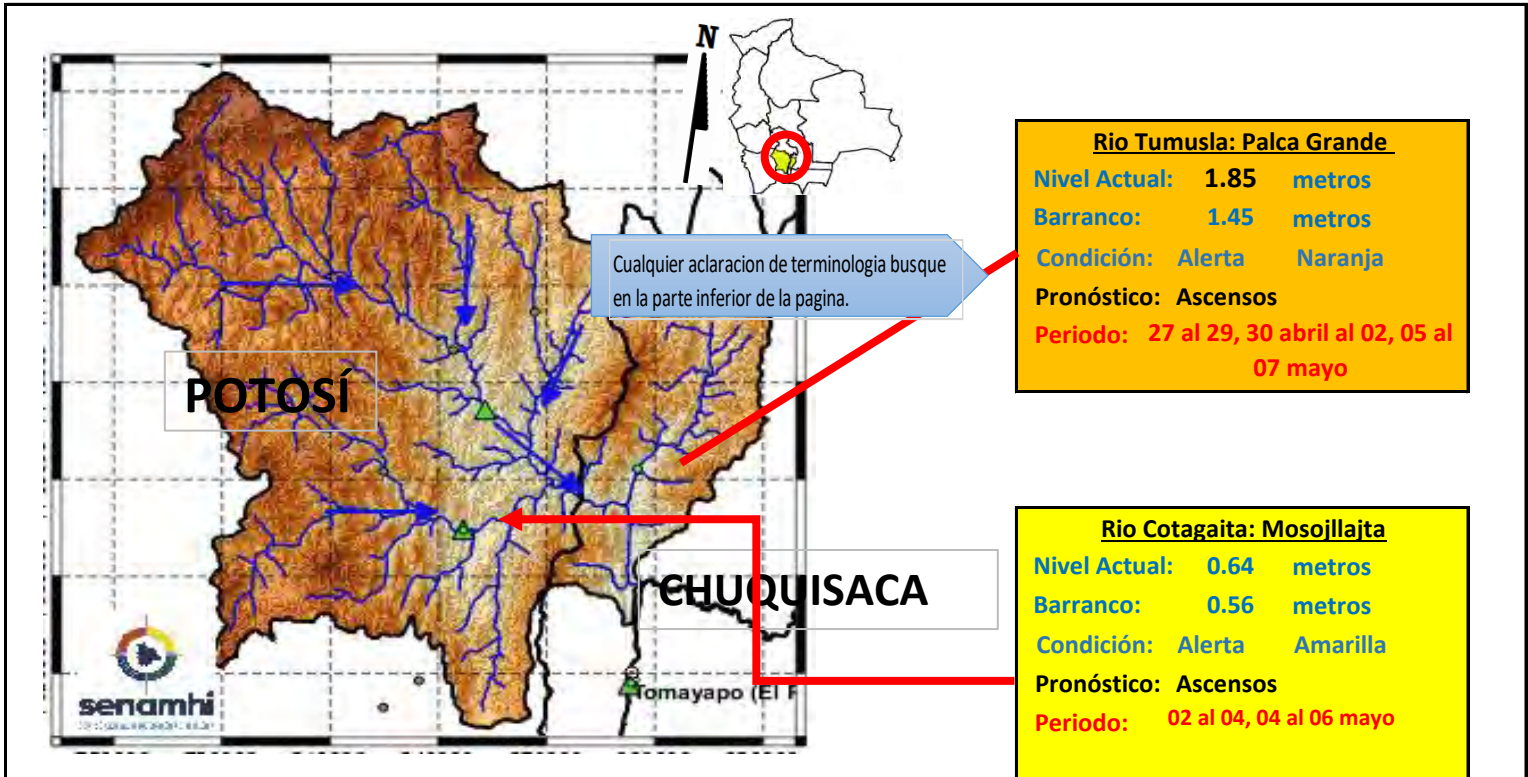 N
Cualquier aclaracion de terminologia busque
en la parte inferior de la pagina.
POTOSÍ
CHUQUISACA
Tomayapo (El
senamhi
Rio Tumusla: Palca Grande
Nivel Actual: 1.85 metros
Barranco: 1.45 metros
Condición: Alerta Naranja
Pronóstico: Ascensos
Periodo: 27 al 29, 30 abril al 02, 05 al
07 mayo
Rio Cotagaita: Mosojllajta
Nivel Actual: 0.64 metros
Barranco: 0.56 metros
Condición: Alerta Amarilla
Pronóstico: Ascensos
Periodo: 02 al 04, 04 al 06 mayo